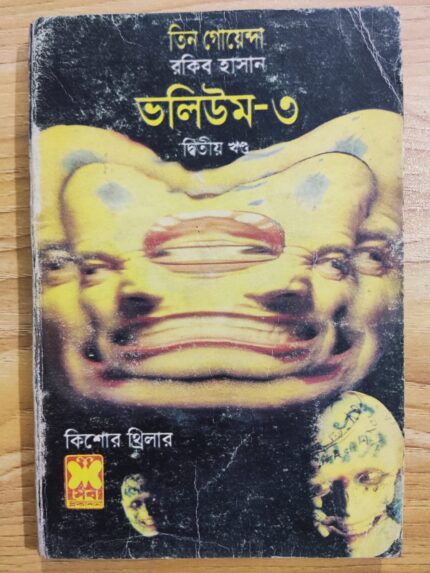 তিন গোয়েন্দা
রকিব হাসান
ভলিউম-৩
দ্বিতীয় খণ্ড
কিশোর থ্রিলার
সেবা
প্রকাশনী